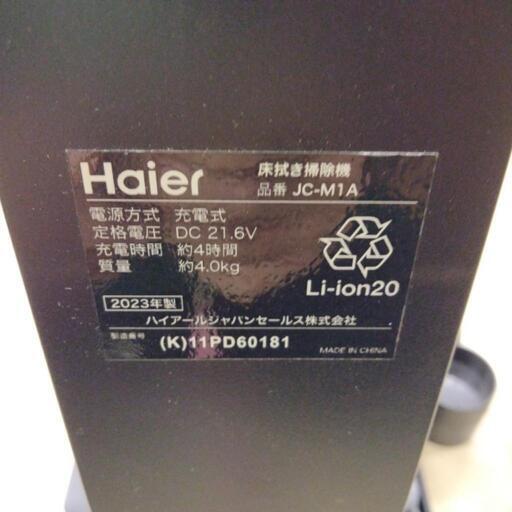 Haier
床拭き掃除機
品番 JC-M1A
電源方式 充電式
定格電圧 DC 21.6V
充電時間 約4時間
質量 約4.0kg
Li-ion20
2023年製
ハイアールジャパンセールス株式会社
製造番号 (K)11PD60181
MADE IN CHINA